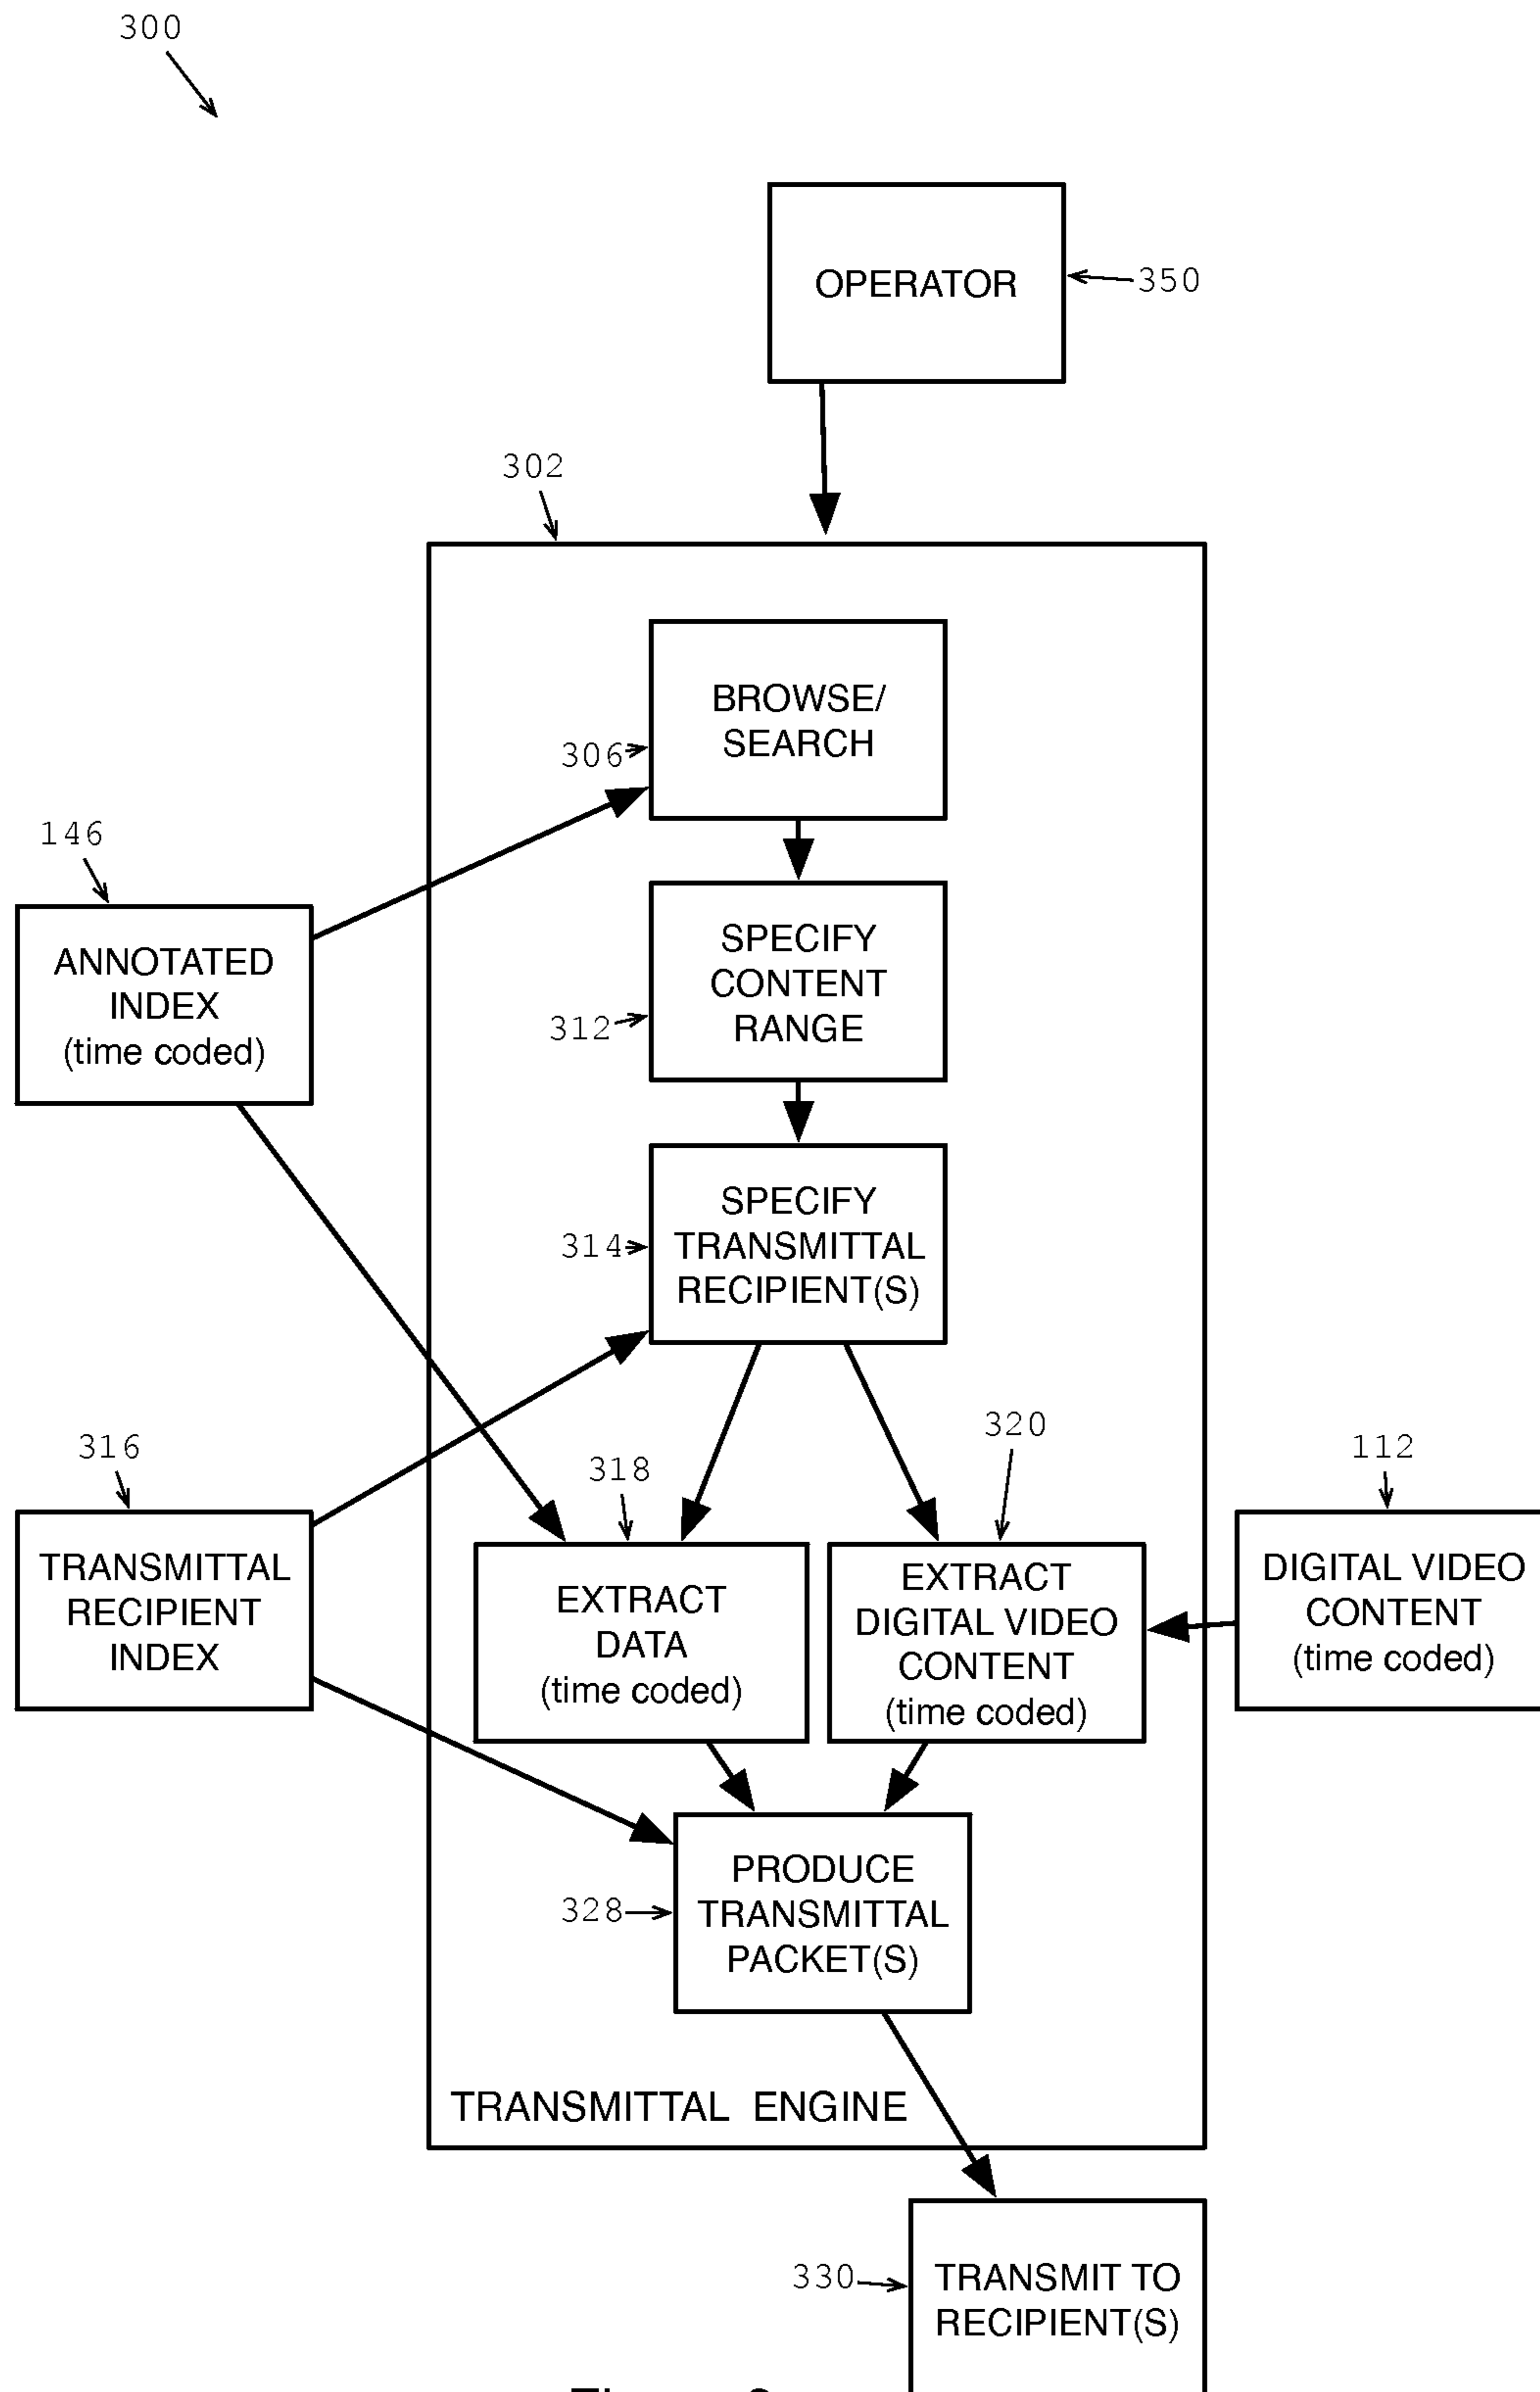 300
OPERATOR
350
302
BROWSE/
SEARCH
306
146
ANNOTATED
INDEX
(time coded)
SPECIFY
CONTENT
RANGE
312
SPECIFY
TRANSMITTAL
RECIPIENT(S)
314
316
TRANSMITTAL
RECIPIENT
INDEX
318
EXTRACT
DATA
(time coded)
320
EXTRACT
DIGITAL VIDEO
CONTENT
(time coded)
112
DIGITAL VIDEO
CONTENT
(time coded)
PRODUCE
TRANSMITTAL
PACKET(S)
328
TRANSMITTAL ENGINE
330
TRANSMIT TO
RECIPIENT(S)